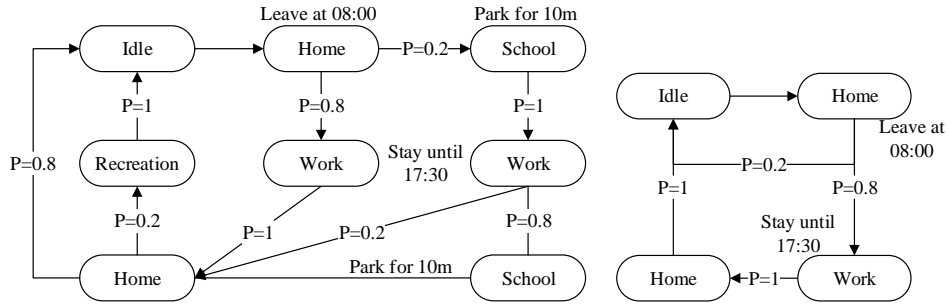 Leave at 08:00
Park for 10m
Idle
Home
P=0.2
School
P=1
P=0.8
P=1
P=0.8
Recreation
Work
Stay until
17:30
Work
P=0.2
P=1
P=0.2
P=0.8
Home
Park for 10m
School
Idle
Home
Leave at
08:00
P=0.2
P=1
P=0.8
Stay until
17:30
Home
P=1
Work